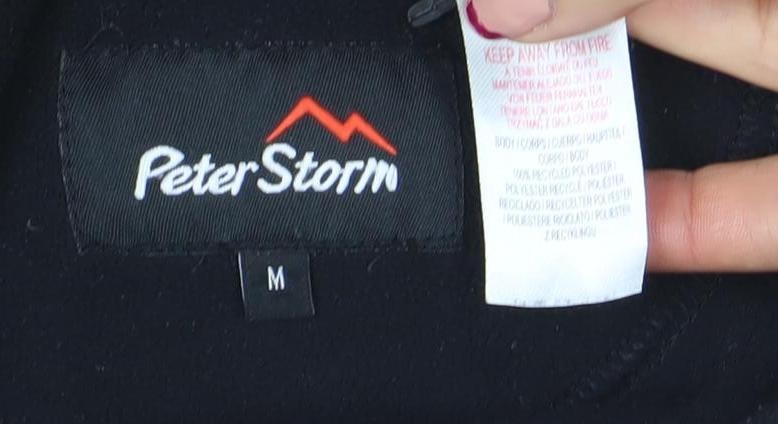 Peter Storm
M
KEEP AWAY FROM FIRE
BODY / CORPS / CUERPO / HAUPTTEIL /
CORPO / BODY
100% RECYCLED POLYESTER /
POLYESTER RECYCLÉ / POLIÉSTER
RECICLADO / RECYCELTER POLYESTER
/ POLIESTERE RICICLATO / POLIESTER
Z RECYKLINGU